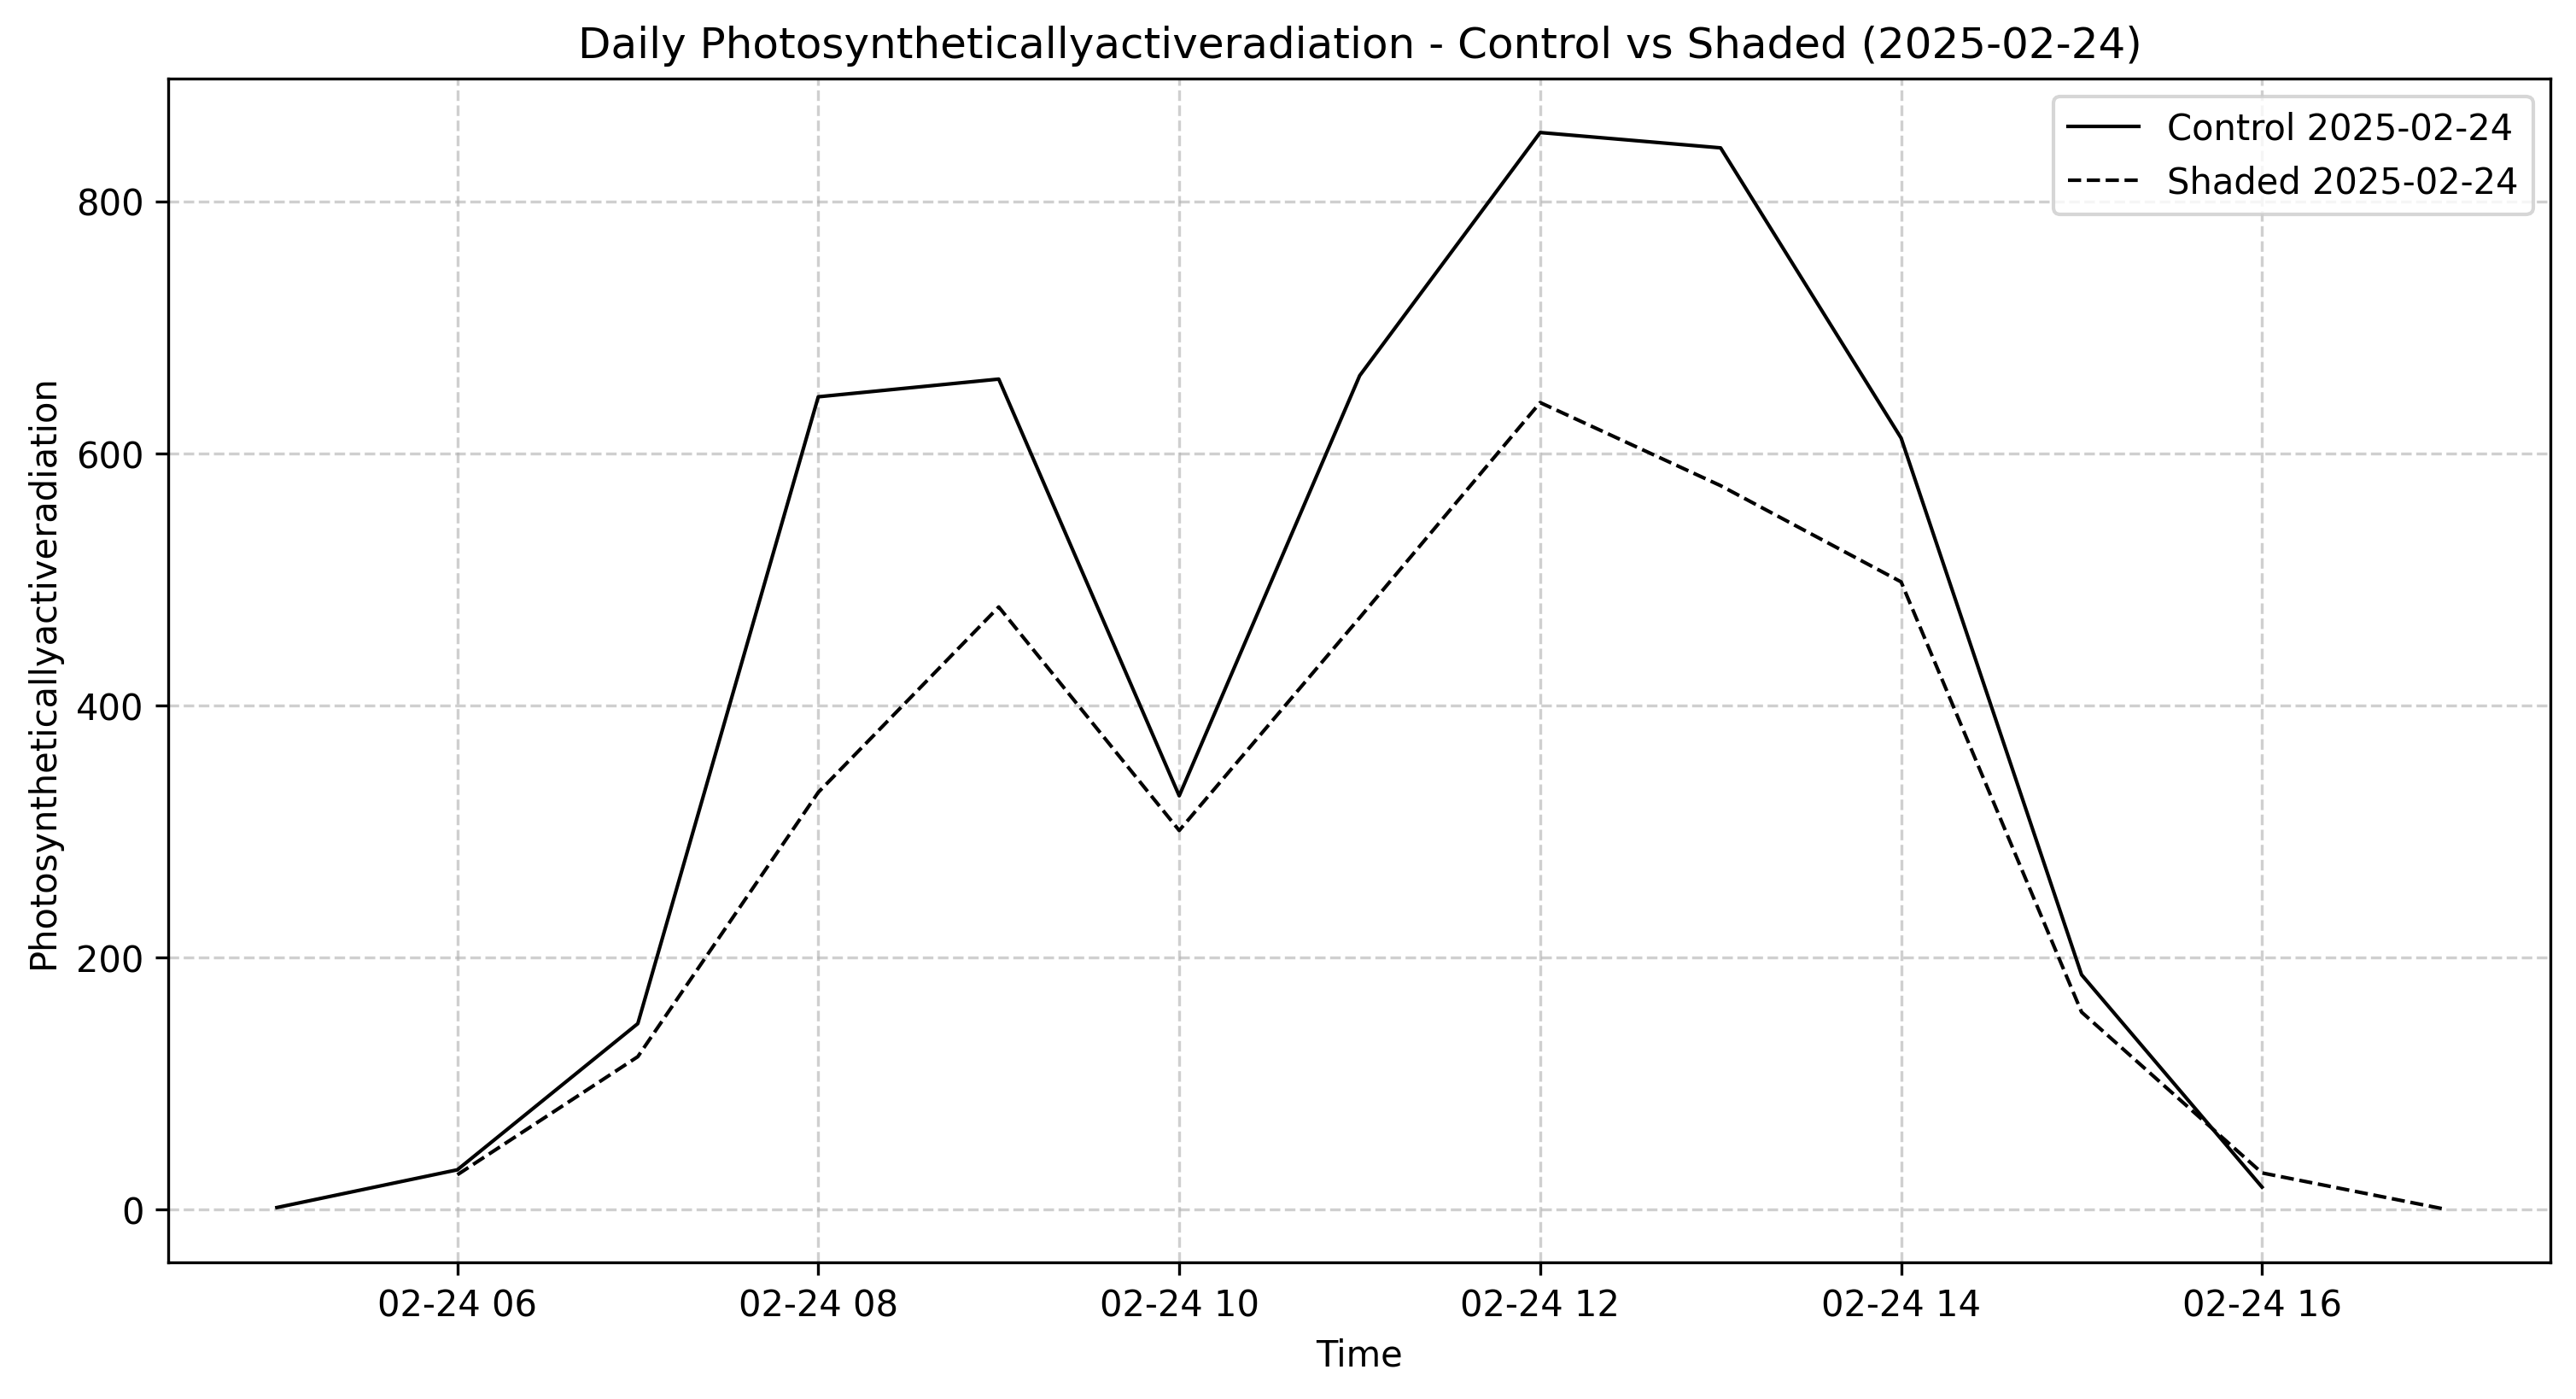 Daily Photosyntheticallyactiveradiation - Control vs Shaded (2025-02-24)
Control 2025-02-24
Shaded 2025-02-24
Photosyntheticallyactiveradiation
800
600
400
200
0
02-24 06
02-24 08
02-24 10
02-24 12
02-24 14
02-24 16
Time